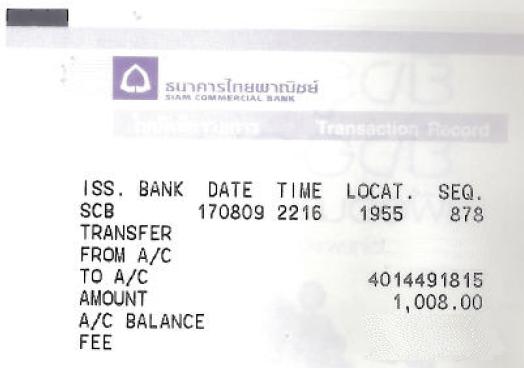 ธนาคารไทยพาณิชย์
SIAM COMMERCIAL BANK
Transaction Record
ISS. BANK DATE TIME LOCAT. SEQ.
SCB 170809 2216 1955 878
TRANSFER
FROM A/C
TO A/C 4014491815
AMOUNT 1,008.00
A/C BALANCE
FEE